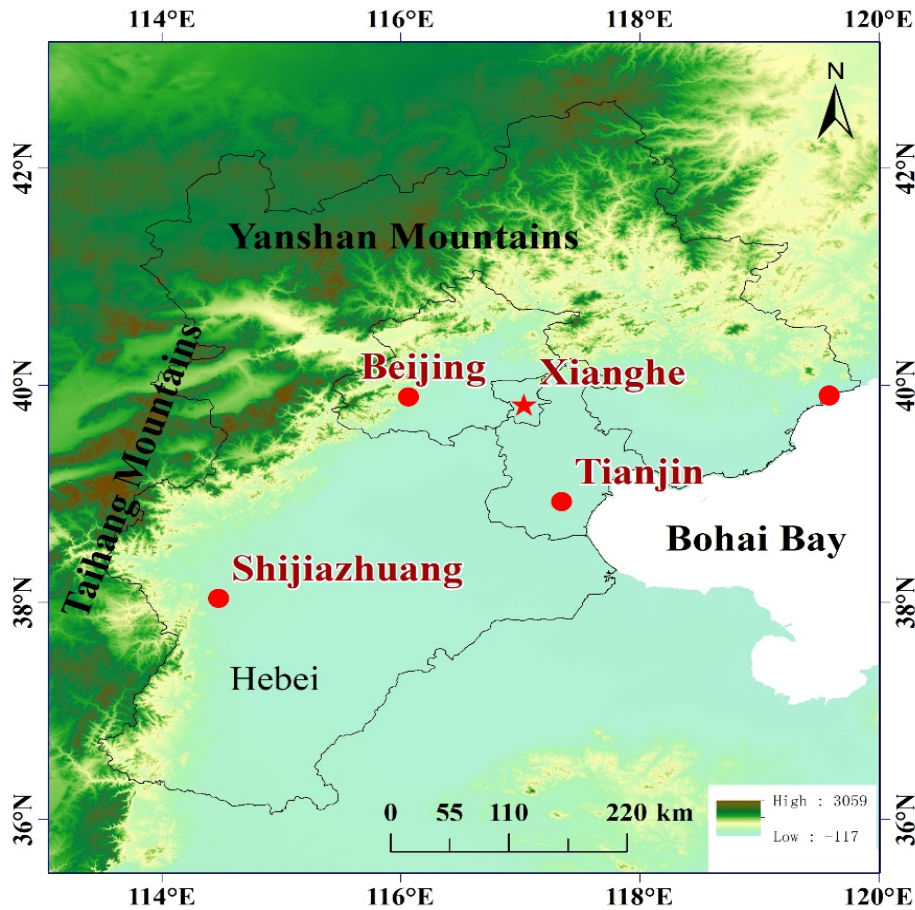 114°E 116°E 118°E 120°E
N
42°N 42°N
Yanshan Mountains
40°N 40°N
Beijing Xianghe
Taihang Mountains
Tianjin
Bohai Bay
Shijiazhuang
38°N 38°N
Hebei
36°N 36°N
0 55 110 220 km
High : 3059
Low : -117
114°E 116°E 118°E 120°E